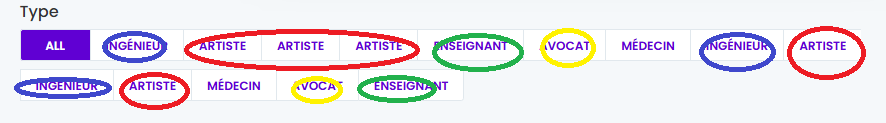 Type
ALL INGÉNIEUR ARTISTE ARTISTE ARTISTE ENSEIGNANT AVOCAT MÉDECIN INGÉNIEUR ARTISTE
INGÉNIEUR ARTISTE MÉDECIN AVOCAT ENSEIGNANT